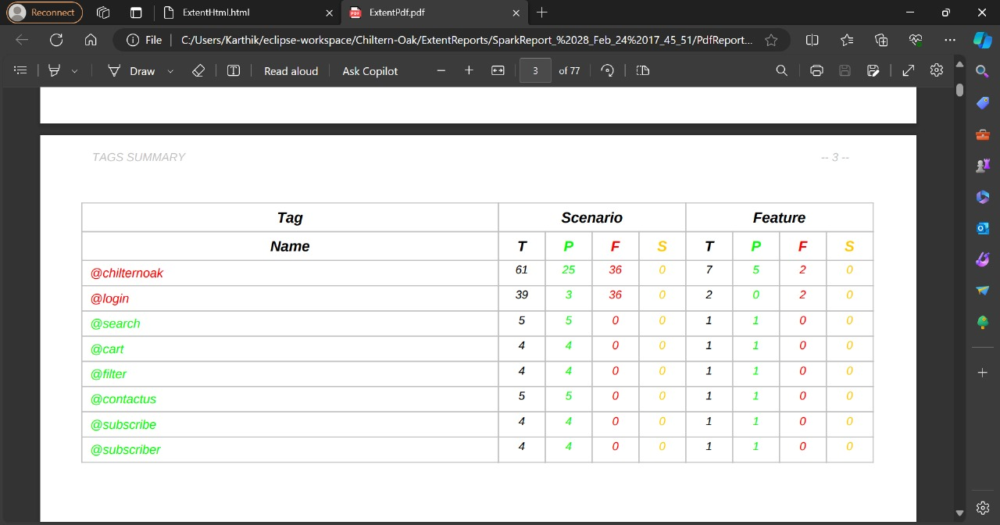 Reconnect ExtentHtml.html ExtentPdf.pdf
File C:/Users/Karthik/eclipse-workspace/Chiltern-Oak/ExtentReports/SparkReport_%2028_Feb_24%2017_45_51/PdfReport...
Draw Read aloud Ask Copilot 3 of 77
TAGS SUMMARY -- 3 --
Tag Scenario Feature
Name T P F S T P F S
@chilternoak 61 25 36 0 7 5 2 0
@login 39 3 36 0 2 0 2 0
@search 5 5 0 0 1 1 0 0
@cart 4 4 0 0 1 1 0 0
@filter 4 4 0 0 1 1 0 0
@contactus 5 5 0 0 1 1 0 0
@subscribe 4 4 0 0 1 1 0 0
@subscriber 4 4 0 0 1 1 0 0